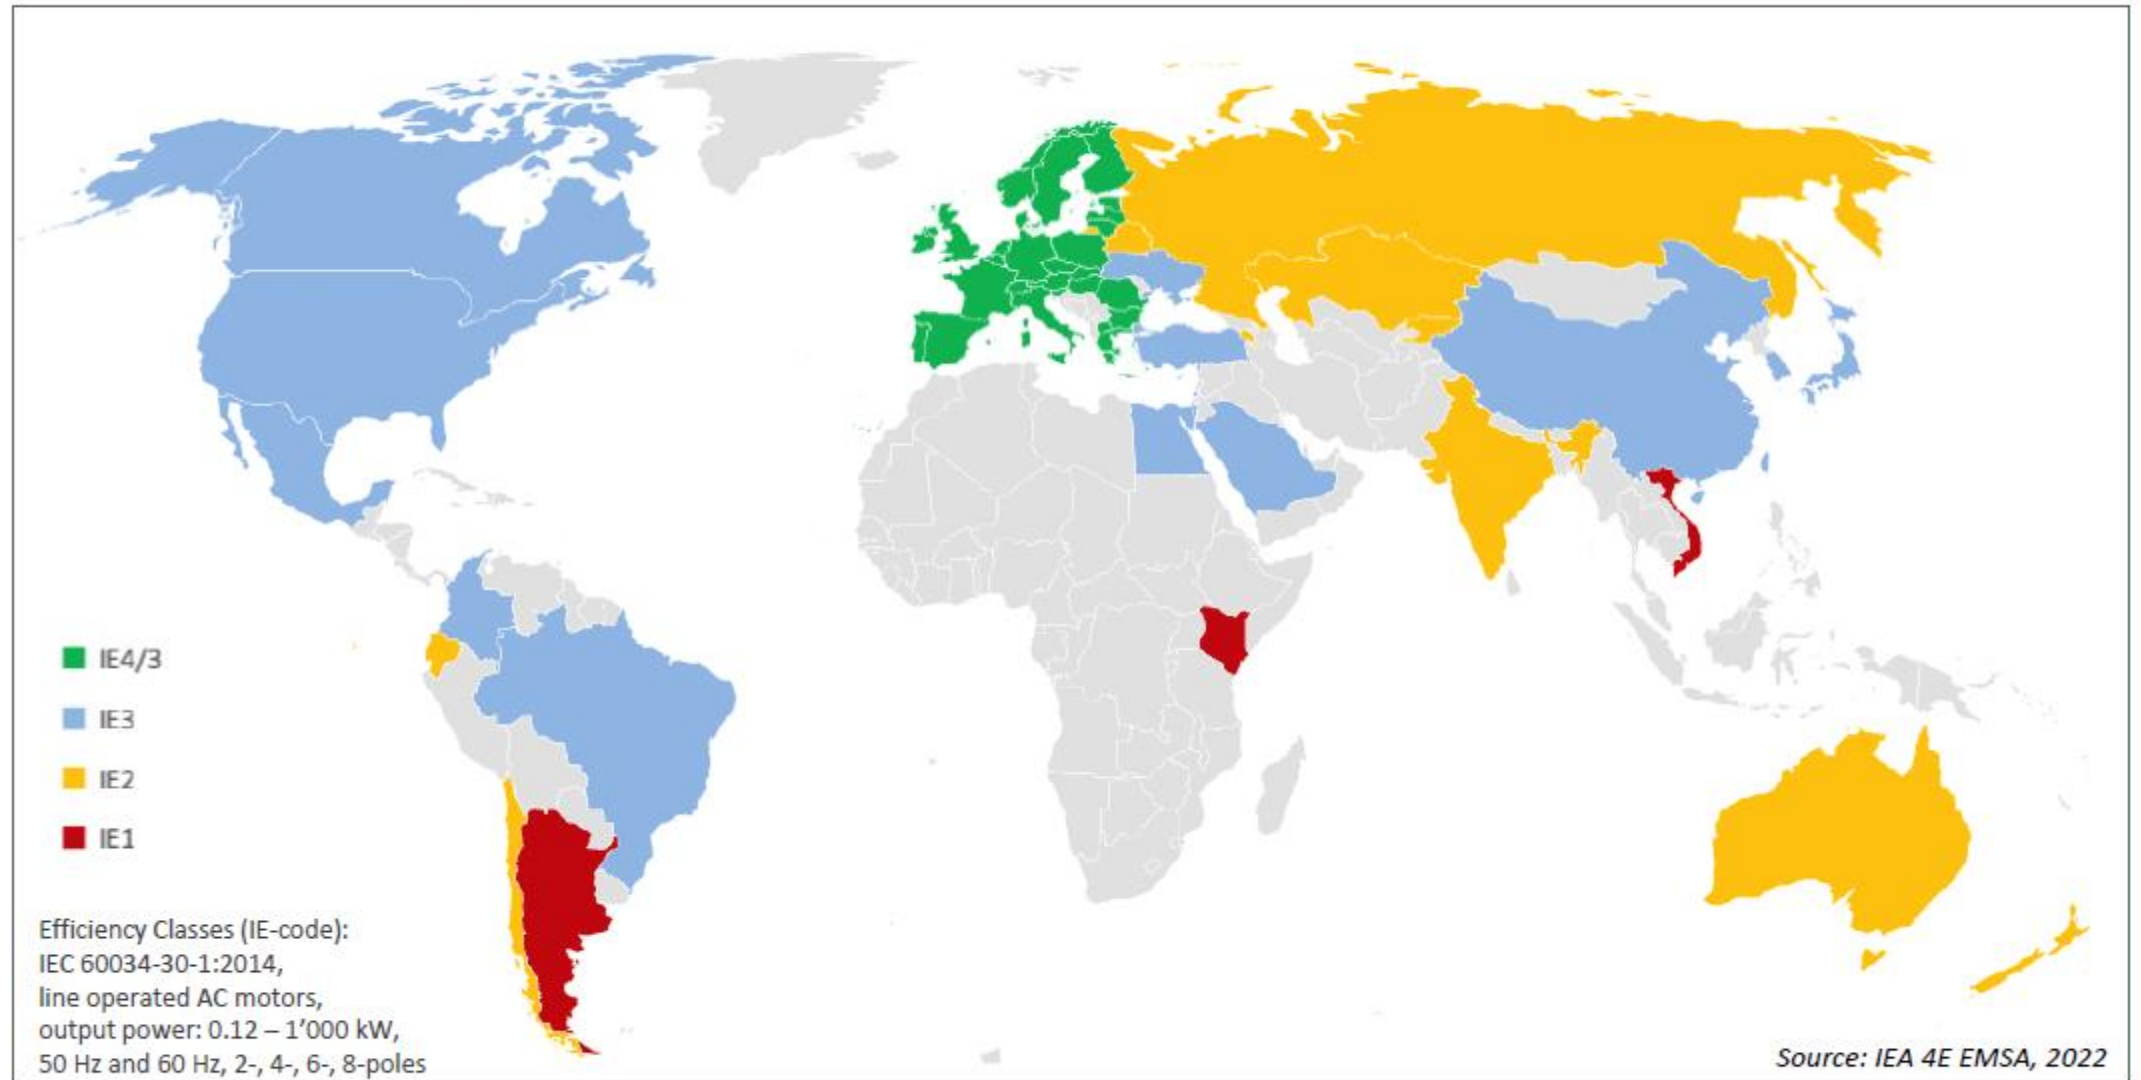 IE4/3
IE3
IE2
IE1
Efficiency Classes (IE-code):
IEC 60034-30-1:2014,
line operated AC motors,
output power: 0.12 – 1’000 kW,
50 Hz and 60 Hz, 2-, 4-, 6-, 8-poles
Source: IEA 4E EMSA, 2022